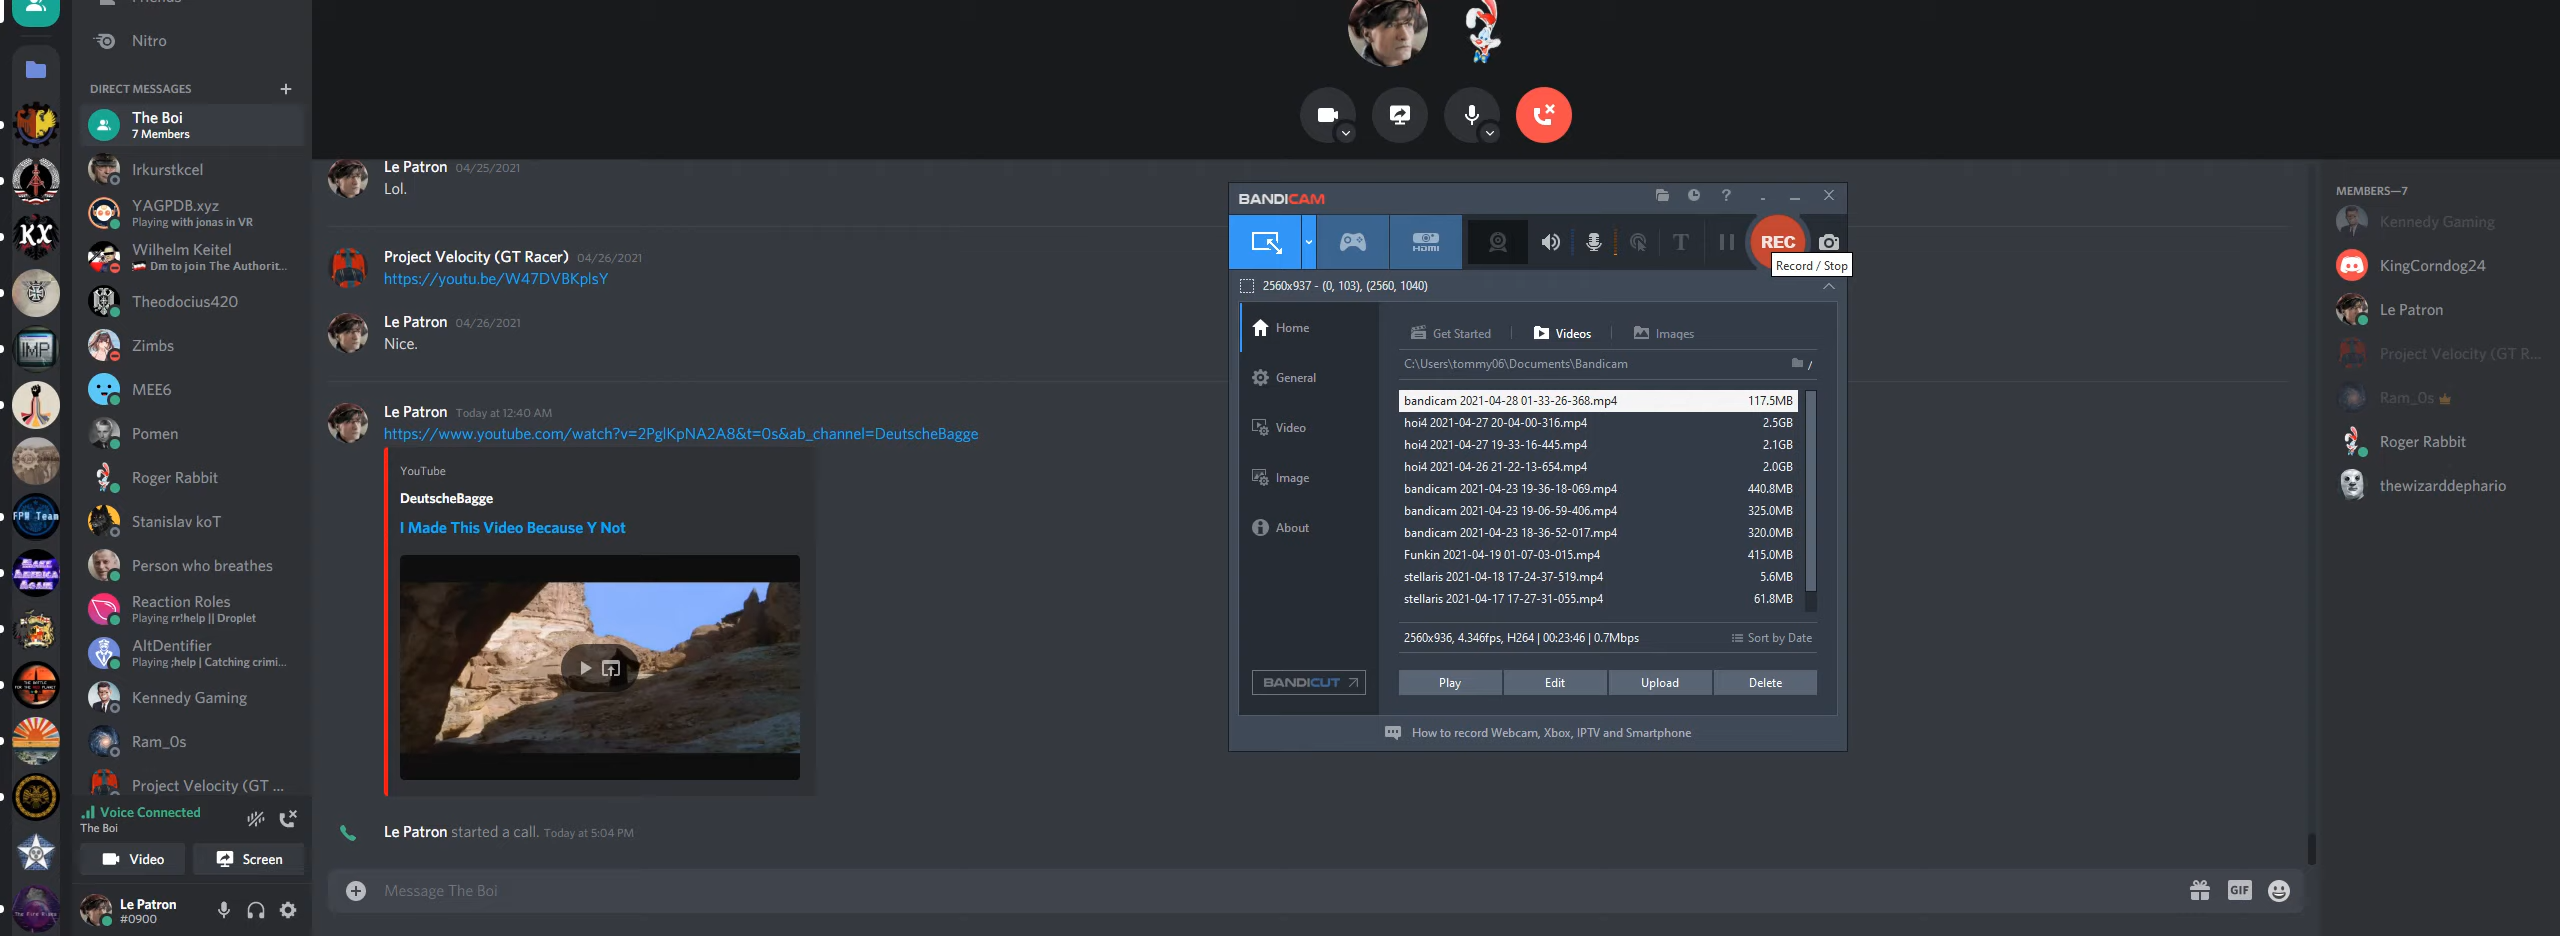 Friends
Nitro
DIRECT MESSAGES
The Boi
7 Members
Irkurstkcel
YAGPDB.xyz
Playing with jonas in VR
Wilhelm Keitel
Dm to join The Authorit...
Theodocius420
Zimbs
MEE6
Pomen
Roger Rabbit
Stanislav koT
Person who breathes
Reaction Roles
Playing rr!help || Droplet
AltDentifier
Playing ;help | Catching crimi...
Kennedy Gaming
Ram_0s
Project Velocity (GT ...
Voice Connected
The Boi
Video
Screen
Le Patron
#0900
KX
IMP
FPW Team
Le Patron 04/25/2021
Lol.
Project Velocity (GT Racer) 04/26/2021
https://youtu.be/W47DVBKplsY
Le Patron 04/26/2021
Nice.
Le Patron Today at 12:40 AM
https://www.youtube.com/watch?v=2PglKpNA2A8&t=0s&ab_channel=DeutscheBagge
YouTube
DeutscheBagge
I Made This Video Because Y Not
Le Patron started a call. Today at 5:04 PM
Message The Boi
GIF
BANDICAM
?
HDMI
T
REC
Record / Stop
2560x937 - (0, 103), (2560, 1040)
Home
General
Video
Image
About
BANDICUT
Get Started
Videos
Images
C:\Users\tommy06\Documents\Bandicam
/
bandicam 2021-04-28 01-33-26-368.mp4 117.5MB
hoi4 2021-04-27 20-04-00-316.mp4 2.5GB
hoi4 2021-04-27 19-33-16-445.mp4 2.1GB
hoi4 2021-04-26 21-22-13-654.mp4 2.0GB
bandicam 2021-04-23 19-36-18-069.mp4 440.8MB
bandicam 2021-04-23 19-06-59-406.mp4 325.0MB
bandicam 2021-04-23 18-36-52-017.mp4 320.0MB
Funkin 2021-04-19 01-07-03-015.mp4 415.0MB
stellaris 2021-04-18 17-24-37-519.mp4 5.6MB
stellaris 2021-04-17 17-27-31-055.mp4 61.8MB
2560x936, 4.346fps, H264 | 00:23:46 | 0.7Mbps
Sort by Date
Play
Edit
Upload
Delete
How to record Webcam, Xbox, IPTV and Smartphone
MEMBERS—7
Kennedy Gaming
KingCorndog24
Le Patron
Project Velocity (GT R...
Ram_0s
Roger Rabbit
thewizarddephario